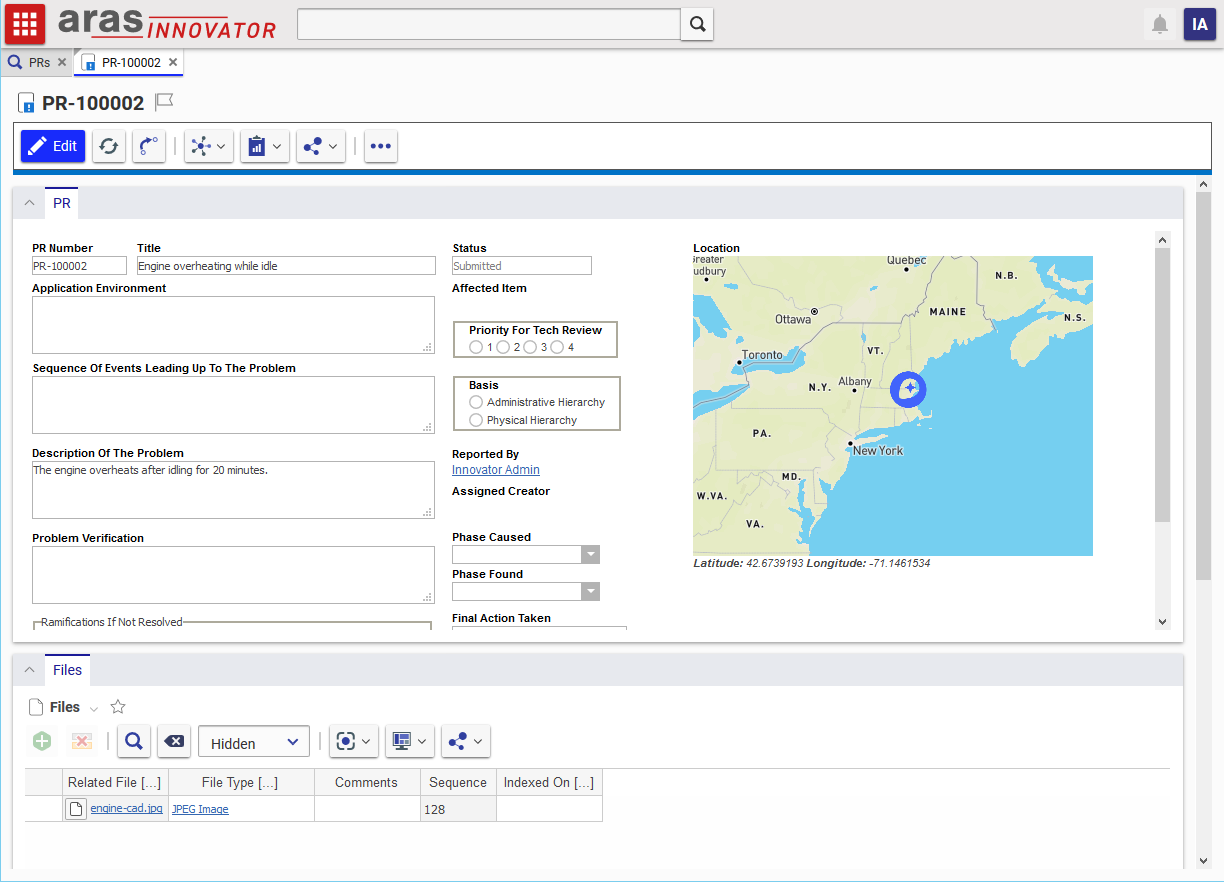 aras INNOVATOR
IA
PRs
PR-100002
PR-100002
Edit
PR
PR Number
Title
Status
Location
PR-100002
Engine overheating while idle
Submitted
Application Environment
Affected Item
Priority For Tech Review
1 2 3 4
Sequence Of Events Leading Up To The Problem
Basis
Administrative Hierarchy
Physical Hierarchy
Description Of The Problem
The engine overheats after idling for 20 minutes.
Reported By
Innovator Admin
Assigned Creator
Problem Verification
Phase Caused
Phase Found
Ramifications If Not Resolved
Final Action Taken
Greater
Sudbury
Quebec
N.B.
Ottawa
MAINE
N.S.
Toronto
VT.
N.Y.
Albany
PA.
New York
MD.
W.VA.
VA.
Latitude: 42.6739193 Longitude: -71.1461534
Files
Files
Hidden
Related File [...]
File Type [...]
Comments
Sequence
Indexed On [...]
engine-cad.jpg
JPEG Image
128